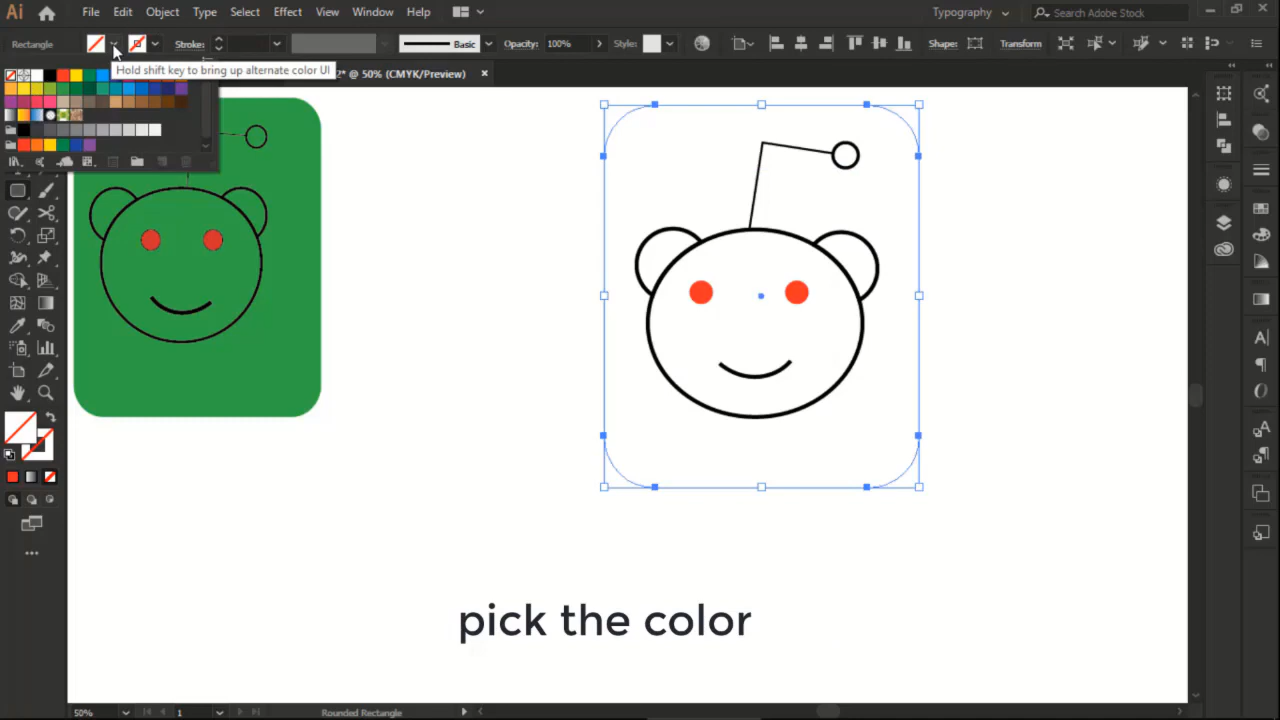 Ai File Edit Object Type Select Effect View Window Help Typography Search Adobe Stock
Rectangle Stroke: Basic Opacity: 100% Style: Shape: Transform
Hold shift key to bring up alternate color UI
2* @ 50% (CMYK/Preview)
pick the color
50% 1 Rounded Rectangle